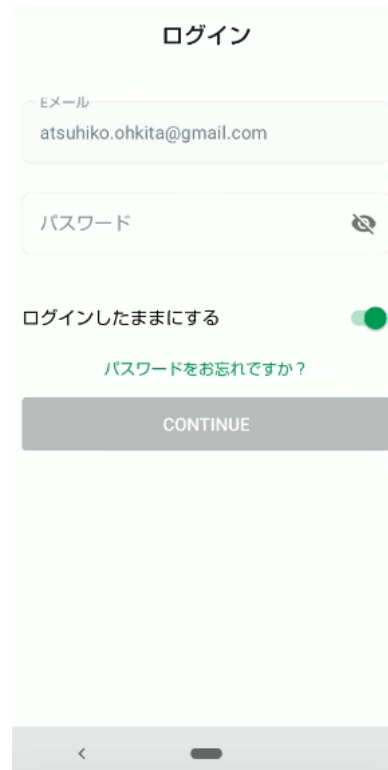 ログイン
Eメール
atsuhiko.ohkita@gmail.com
パスワード
ログインしたままにする
パスワードをお忘れですか？
CONTINUE